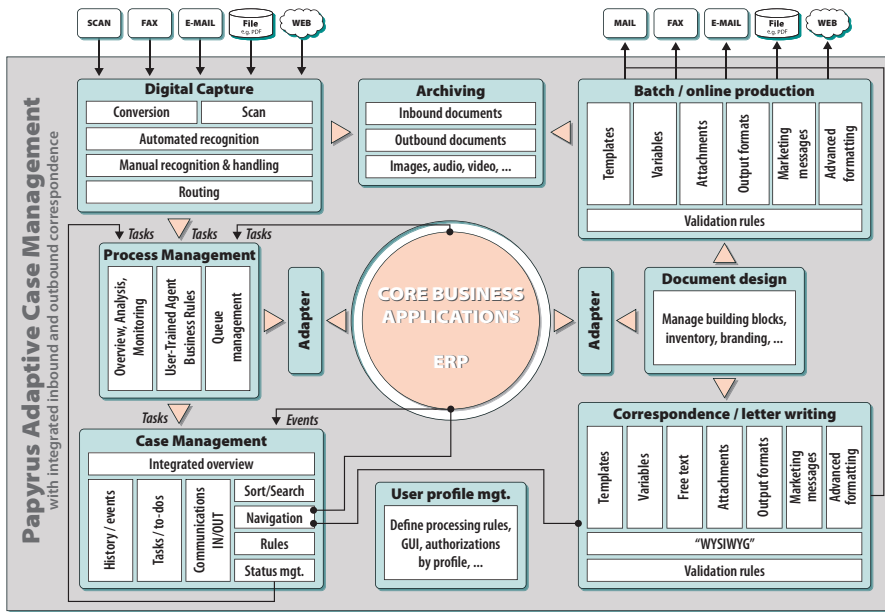 SCAN
FAX
E-MAIL
File
e.g. PDF
WEB
MAIL
FAX
E-MAIL
File
e.g. PDF
WEB
Papyrus Adaptive Case Management
with integrated inbound and outbound correspondence
Digital Capture
Conversion
Scan
Automated recognition
Manual recognition & handling
Routing
Archiving
Inbound documents
Outbound documents
Images, audio, video, ...
Batch / online production
Templates
Variables
Attachments
Output formats
Marketing
messages
Advanced
formatting
Validation rules
Tasks
Tasks
Tasks
Process Management
Overview, Analysis,
Monitoring
User-Trained Agent
Business Rules
Queue
management
Adapter
CORE BUSINESS
APPLICATIONS
ERP
Adapter
Document design
Manage building blocks,
inventory, branding, ...
Tasks
Events
Case Management
Integrated overview
History / events
Tasks / to-dos
Communications
IN/OUT
Sort/Search
Navigation
Rules
Status mgt.
User profile mgt.
Define processing rules,
GUI, authorizations
by profile, ...
Correspondence / letter writing
Templates
Variables
Free text
Attachments
Output formats
Marketing
messages
Advanced
formatting
“WYSIWYG”
Validation rules